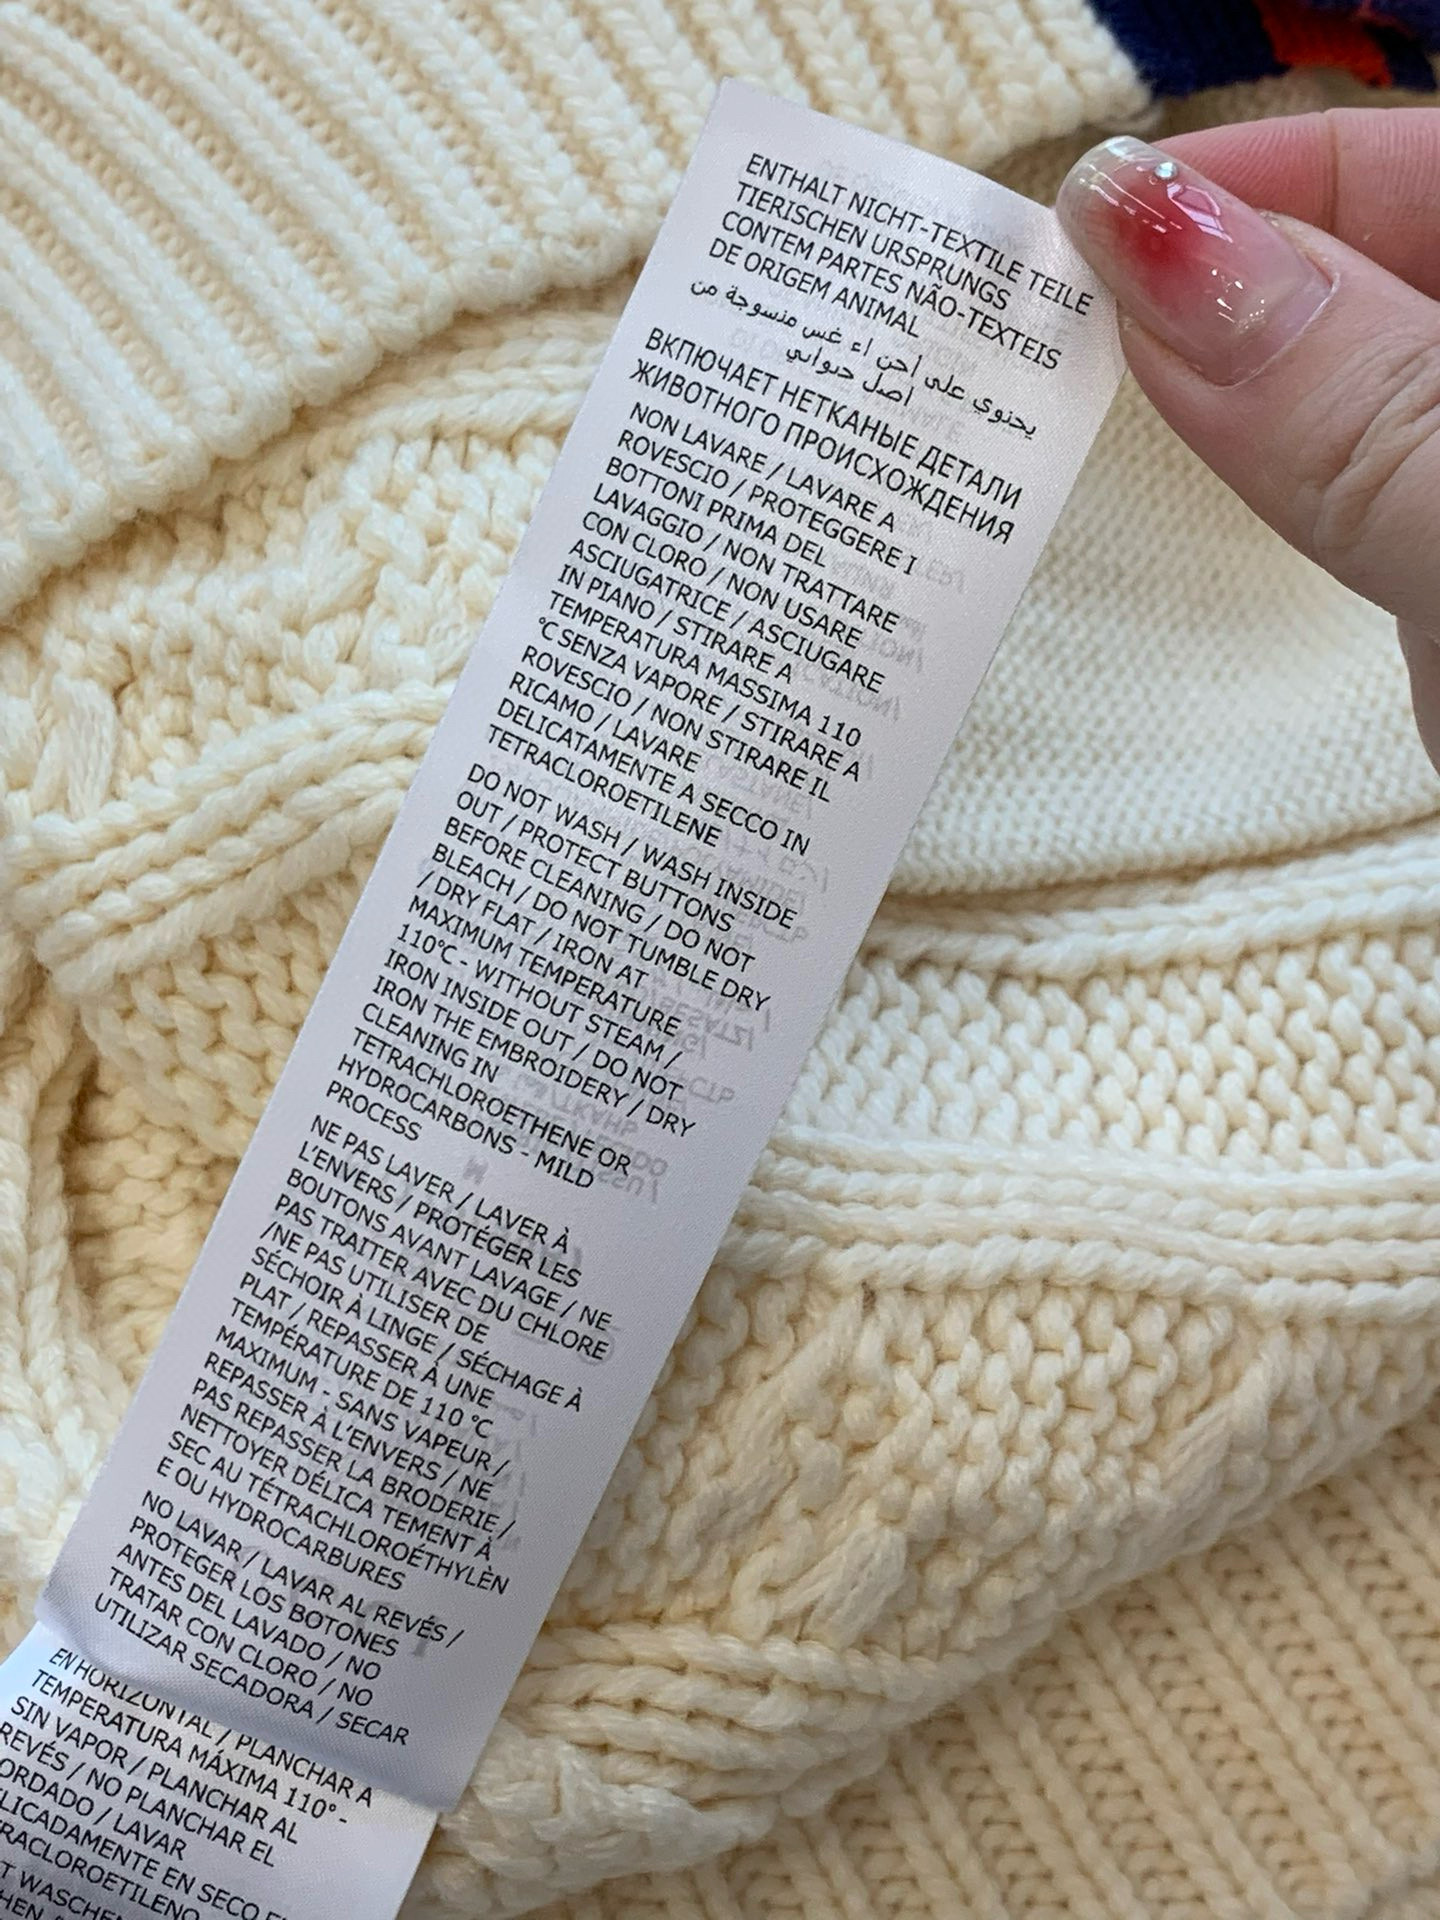 ENTHALT NICHT-TEXTILE TEILE
TIERISCHEN URSPRUNGS
CONTEM PARTES NÃO-TEXTEIS
DE ORIGEM ANIMAL
يحتوي على
منسوجة من
ВКПЮЧАЕТ НЕТКАНЫЕ ДЕТАЛИ
ЖИВОТНОГО ПРОИСХОЖДЕНИЯ
NON LAVARE / LAVARE A
ROVESCIO / PROTEGGERE I
BOTTONI PRIMA DEL
LAVAGGIO / NON TRATTARE
CON CLORO / NON USARE
ASCIUGATRICE / ASCIUGARE
IN PIANO / STIRARE A
TEMPERATURA MASSIMA 110
°C SENZA VAPORE / STIRARE A
ROVESCIO / NON STIRARE IL
RICAMO / LAVARE
DELICATAMENTE A SECCO IN
TETRACLOROETILENE
DO NOT WASH / WASH INSIDE
OUT / PROTECT BUTTONS
BEFORE CLEANING / DO NOT
BLEACH / DO NOT TUMBLE DRY
/ DRY FLAT / IRON AT
MAXIMUM TEMPERATURE
110°C - WITHOUT STEAM /
IRON INSIDE OUT / DO NOT
IRON THE EMBROIDERY / DRY
CLEANING IN
TETRACHLOROETHENE OR
HYDROCARBONS - MILD
PROCESS
NE PAS LAVER / LAVER À
L'ENVERS / PROTÉGER LES
BOUTONS AVANT LAVAGE / NE
PAS TRAITER AVEC DU CHLORE
/NE PAS UTILISER DE
SÉCHOIR À LINGE / SÉCHAGE À
PLAT / REPASSER À UNE
TEMPÉRATURE DE 110 °C
MAXIMUM - SANS VAPEUR /
REPASSER À L'ENVERS / NE
PAS REPASSER LA BRODERIE /
NETTOYER DÉLICA TEMENT À
SEC AU TÉTRACHLOROÉTHYLÈN
E OU HYDROCARBURES
NO LAVAR / LAVAR AL REVÉS /
PROTEGER LOS BOTONES
ANTES DEL LAVADO / NO
TRATAR CON CLORO / NO
UTILIZAR SECADORA / SECAR
EN HORIZONTAL / PLANCHAR A
TEMPERATURA MÁXIMA 110° -
SIN VAPOR / PLANCHAR AL
REVÉS / NO PLANCHAR EL
ORDADO / LAVAR
LICADAMENTE EN SECO
RACLOROETILENO
T WASCHEN